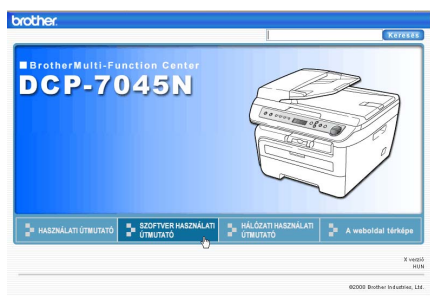 brother
Keresés
BrotherMulti-Function Center
DCP-7045N
HASZNÁLATI ÚTMUTATÓ
SZOFTVER HASZNÁLATI
ÚTMUTATÓ
HÁLÓZATI HASZNÁLATI
ÚTMUTATÓ
A weboldal térképe
X verzió
HUN
©2008 Brother Industries, Ltd.